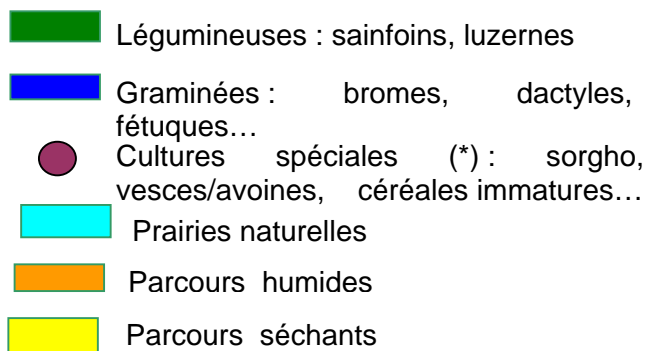 Légumineuses : sainfoins, luzernes
Graminées : bromes, dactyles,
fétuques…
Cultures spéciales (*) : sorgho,
vesces/avoines, céréales immatures…
Prairies naturelles
Parcours humides
Parcours séchants